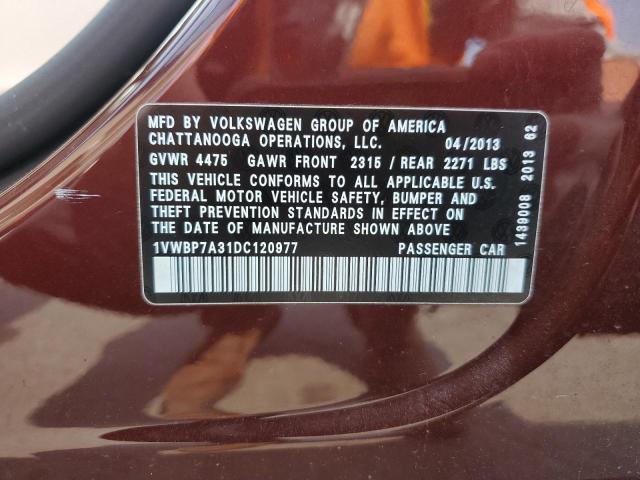 MFD BY VOLKSWAGEN GROUP OF AMERICA
CHATTANOOGA OPERATIONS, LLC. 04/2013
GVWR 4475 GAWR FRONT 2315 / REAR 2271 LBS
THIS VEHICLE CONFORMS TO ALL APPLICABLE U.S.
FEDERAL MOTOR VEHICLE SAFETY, BUMPER AND
THEFT PREVENTION STANDARDS IN EFFECT ON
THE DATE OF MANUFACTURE SHOWN ABOVE
1VWBP7A31DC120977 PASSENGER CAR
1439008 2013 62